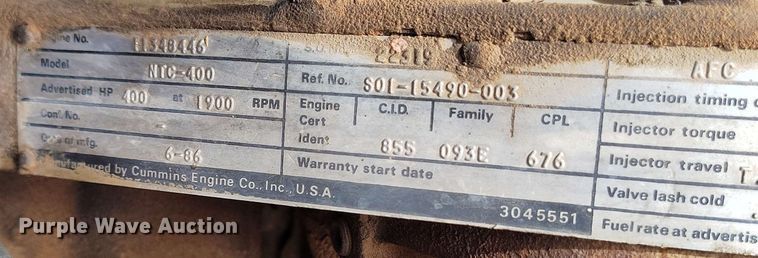 Engine No. 11348446
S.O. No. 22319
Model NTC-400
Ref. No. SO1-15490-003
Advertised HP 400 at 1900 RPM
Engine Cert Ident
C.I.D. 855
Family 093E
CPL 676
Cont. No.
Date of mfg. 6-86
Warranty start date
Manufactured by Cummins Engine Co., Inc., U.S.A.
3045551
AFC
Injection timing
Injector torque
Injector travel
Valve lash cold
Fuel rate at advertis
Purple Wave Auction